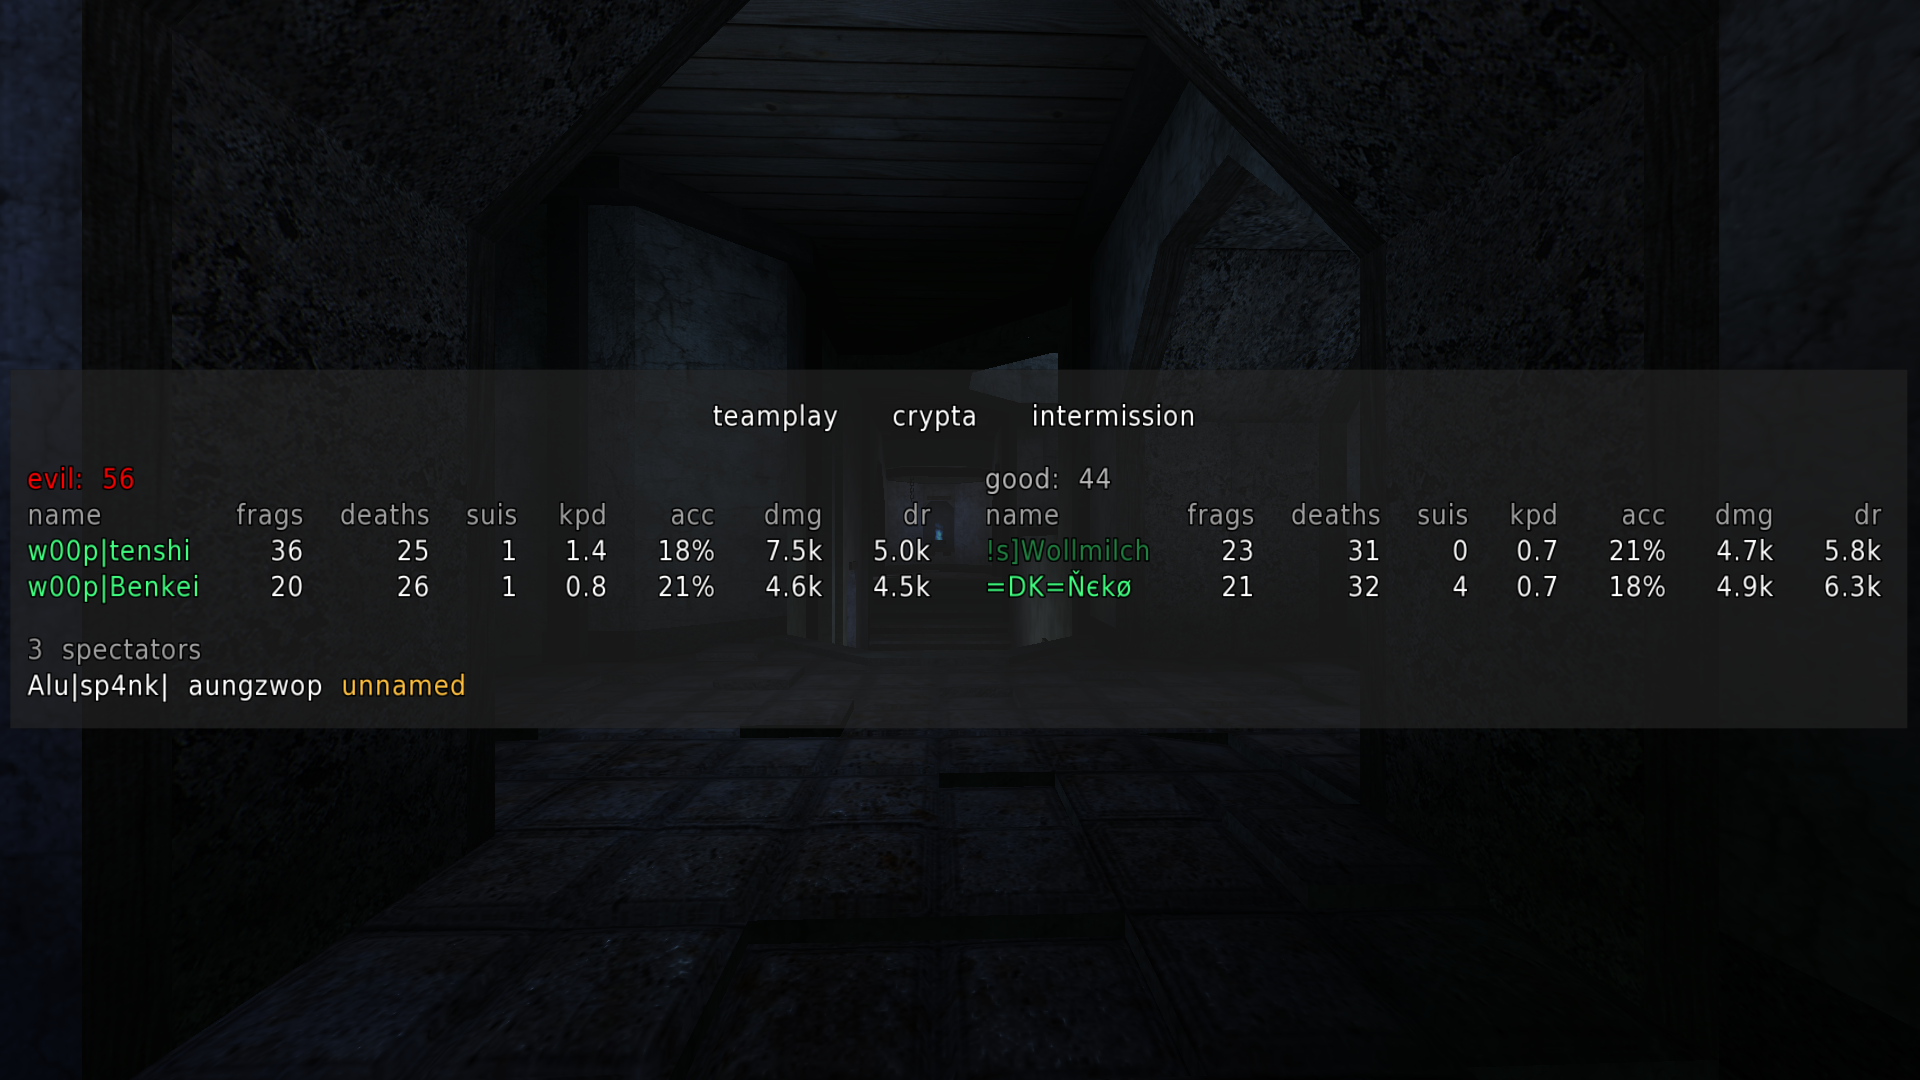 teamplay crypta intermission
evil: 56
name frags deaths suis kpd acc dmg dr
w00p|tenshi 36 25 1 1.4 18% 7.5k 5.0k
w00p|Benkei 20 26 1 0.8 21% 4.6k 4.5k
good: 44
name frags deaths suis kpd acc dmg dr
!s]Wollmilch 23 31 0 0.7 21% 4.7k 5.8k
=DK=Ňєkø 21 32 4 0.7 18% 4.9k 6.3k
3 spectators
Alu|sp4nk| aungzwop unnamed